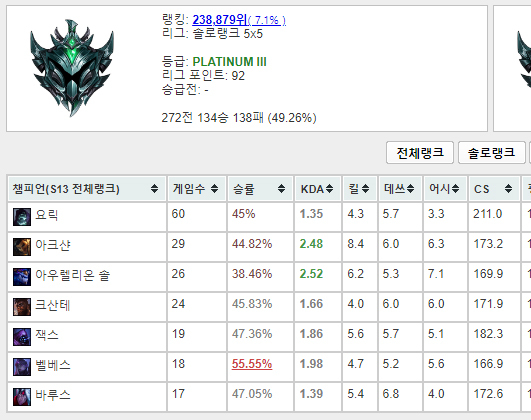 랭킹: 238,879위( 7.1% )
리그: 솔로랭크 5x5
등급: PLATINUM III
리그 포인트: 92
승급전: -
272전 134승 138패 (49.26%)
전체랭크 솔로랭크
챔피언(S13 전체랭크) 게임수 승률 KDA 킬 데쓰 어시 CS
요릭 60 45% 1.35 4.3 5.7 3.3 211.0
아크샨 29 44.82% 2.48 8.4 6.0 6.3 173.2
아우렐리온 솔 26 38.46% 2.52 6.2 5.3 7.1 169.9
크산테 24 45.83% 1.66 4.0 6.0 6.0 171.9
잭스 19 47.36% 1.86 5.6 5.7 5.1 182.3
벨베스 18 55.55% 1.98 4.7 5.2 5.6 166.9
바루스 17 47.05% 1.39 5.4 6.8 4.0 172.6